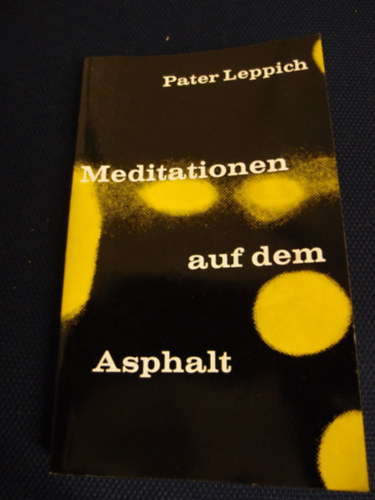 Pater Leppich
Meditationen
auf dem
Asphalt